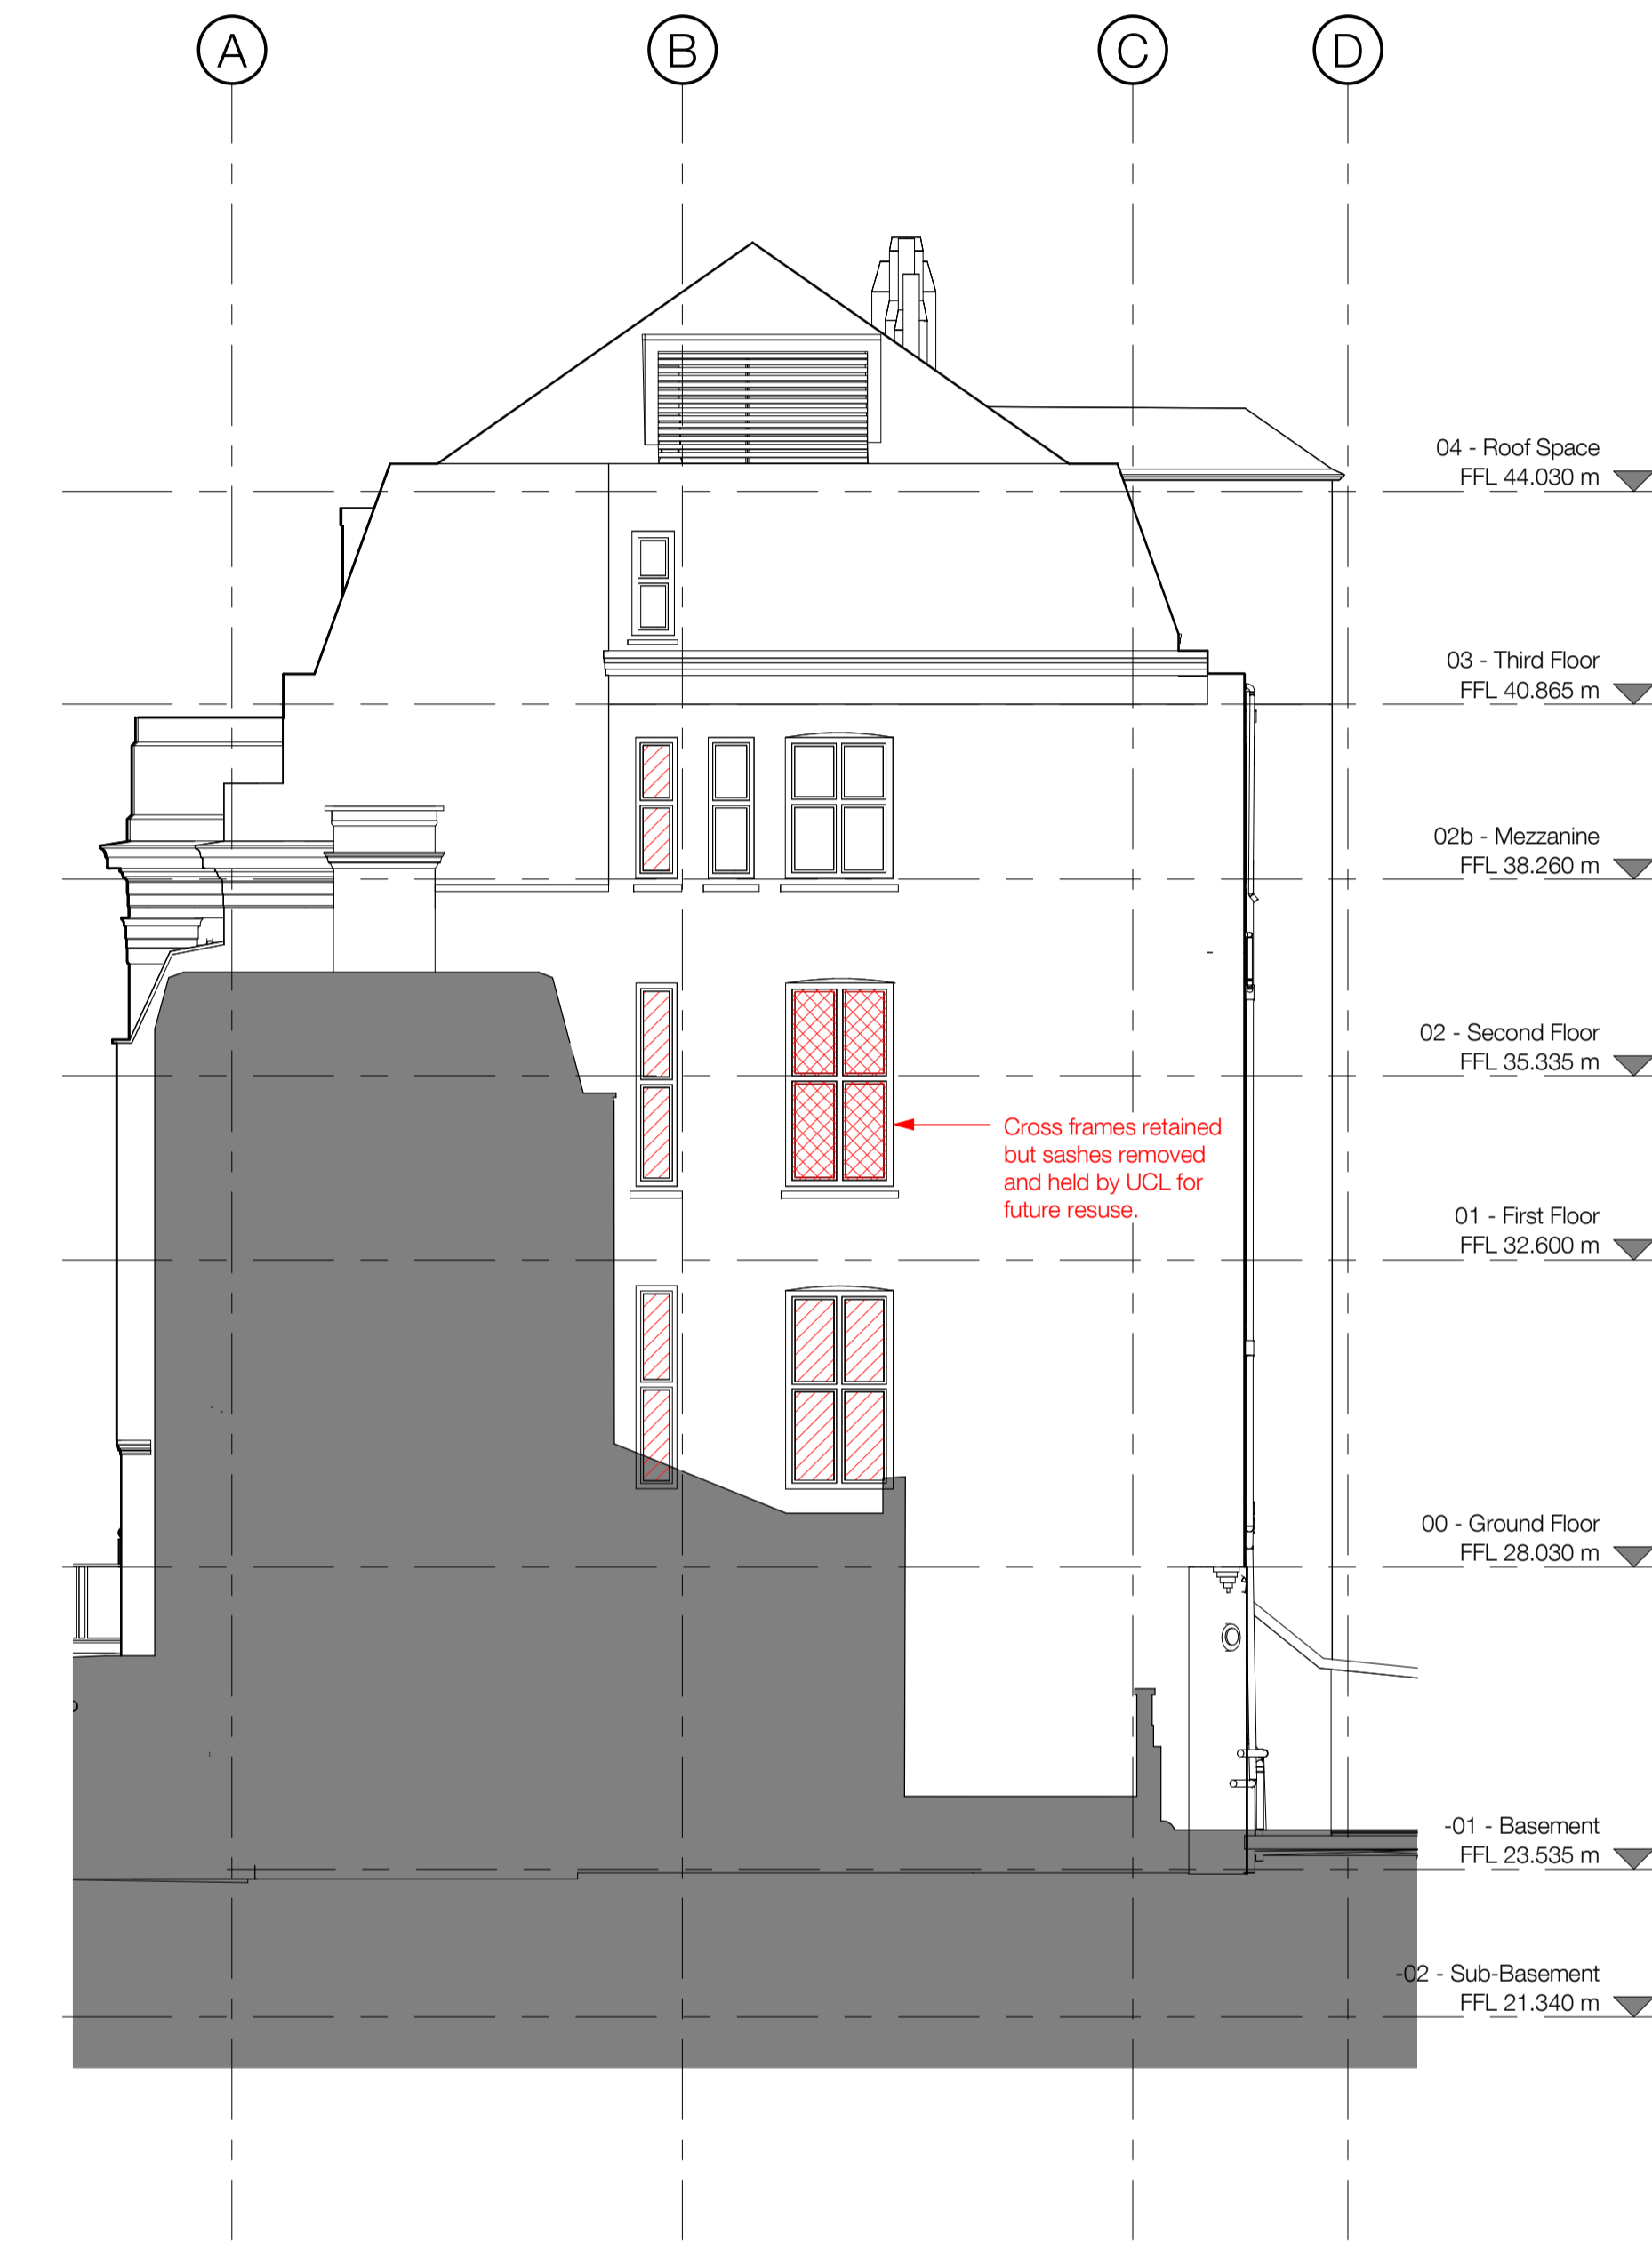 A
B
C
D
04 - Roof Space
FFL 44.030 m
03 - Third Floor
FFL 40.865 m
02b - Mezzanine
FFL 38.260 m
02 - Second Floor
FFL 35.335 m
Cross frames retained
but sashes removed
and held by UCL for
future resuse.
01 - First Floor
FFL 32.600 m
00 - Ground Floor
FFL 28.030 m
-01 - Basement
FFL 23.535 m
-02 - Sub-Basement
FFL 21.340 m